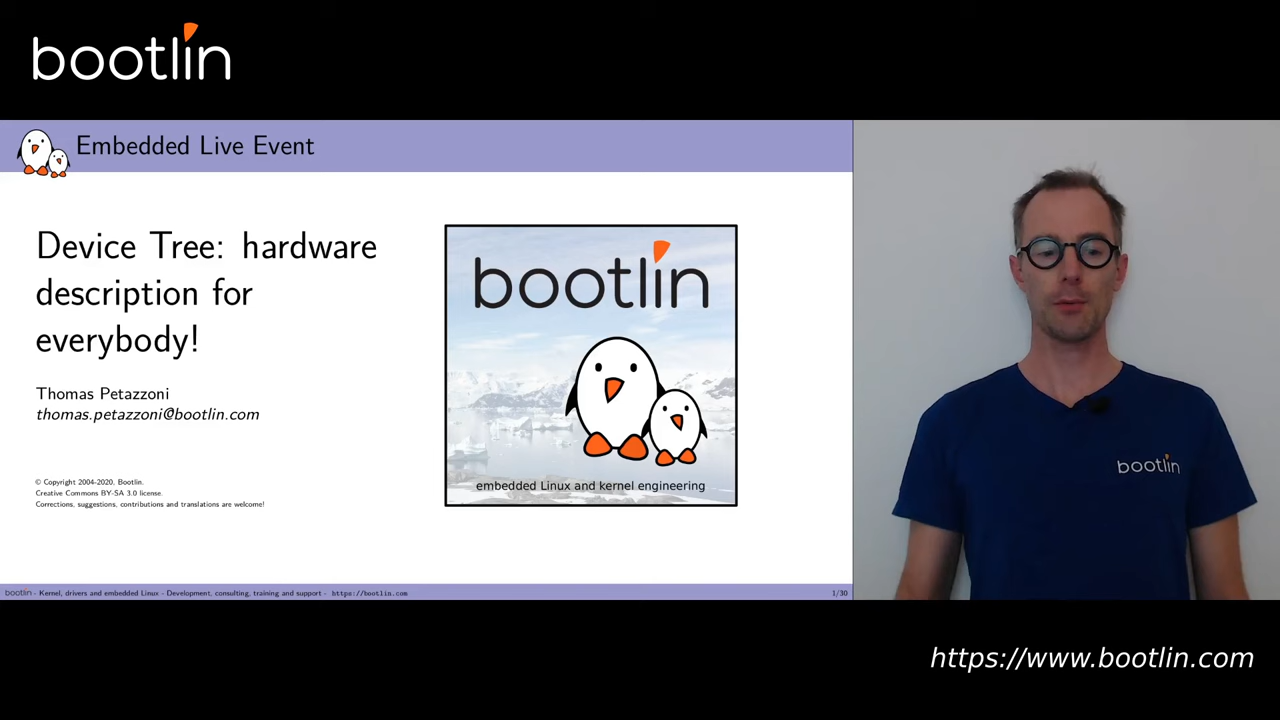 bootlin
Embedded Live Event
Device Tree: hardware
description for
everybody!
Thomas Petazzoni
thomas.petazzoni@bootlin.com
© Copyright 2004-2020, Bootlin.
Creative Commons BY-SA 3.0 license.
Corrections, suggestions, contributions and translations are welcome!
bootlin
embedded Linux and kernel engineering
bootlin
bootlin - Kernel, drivers and embedded Linux - Development, consulting, training and support - https://bootlin.com
1/30
https://www.bootlin.com